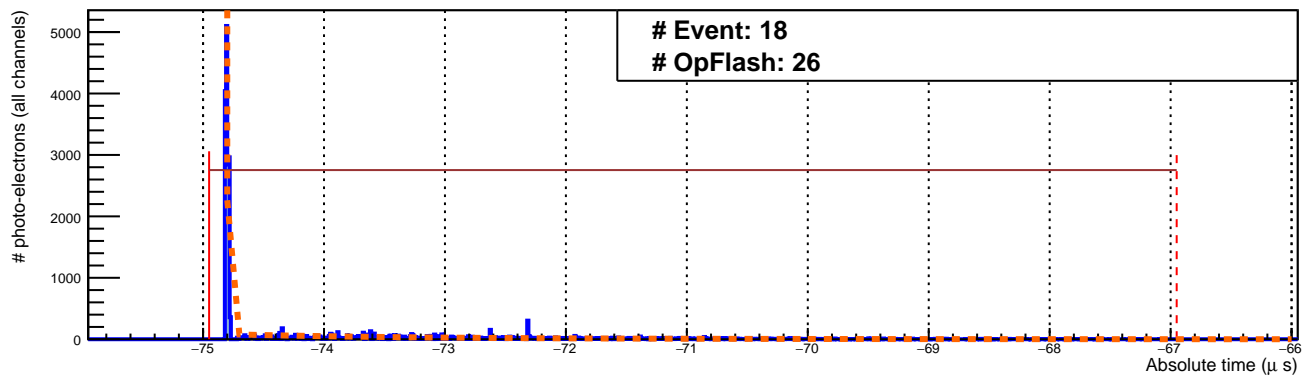 # Event: 18
# OpFlash: 26
# photo-electrons (all channels)
5000
4000
3000
2000
1000
0
−75 −74 −73 −72 −71 −70 −69 −68 −67 −66
Absolute time (μ s)